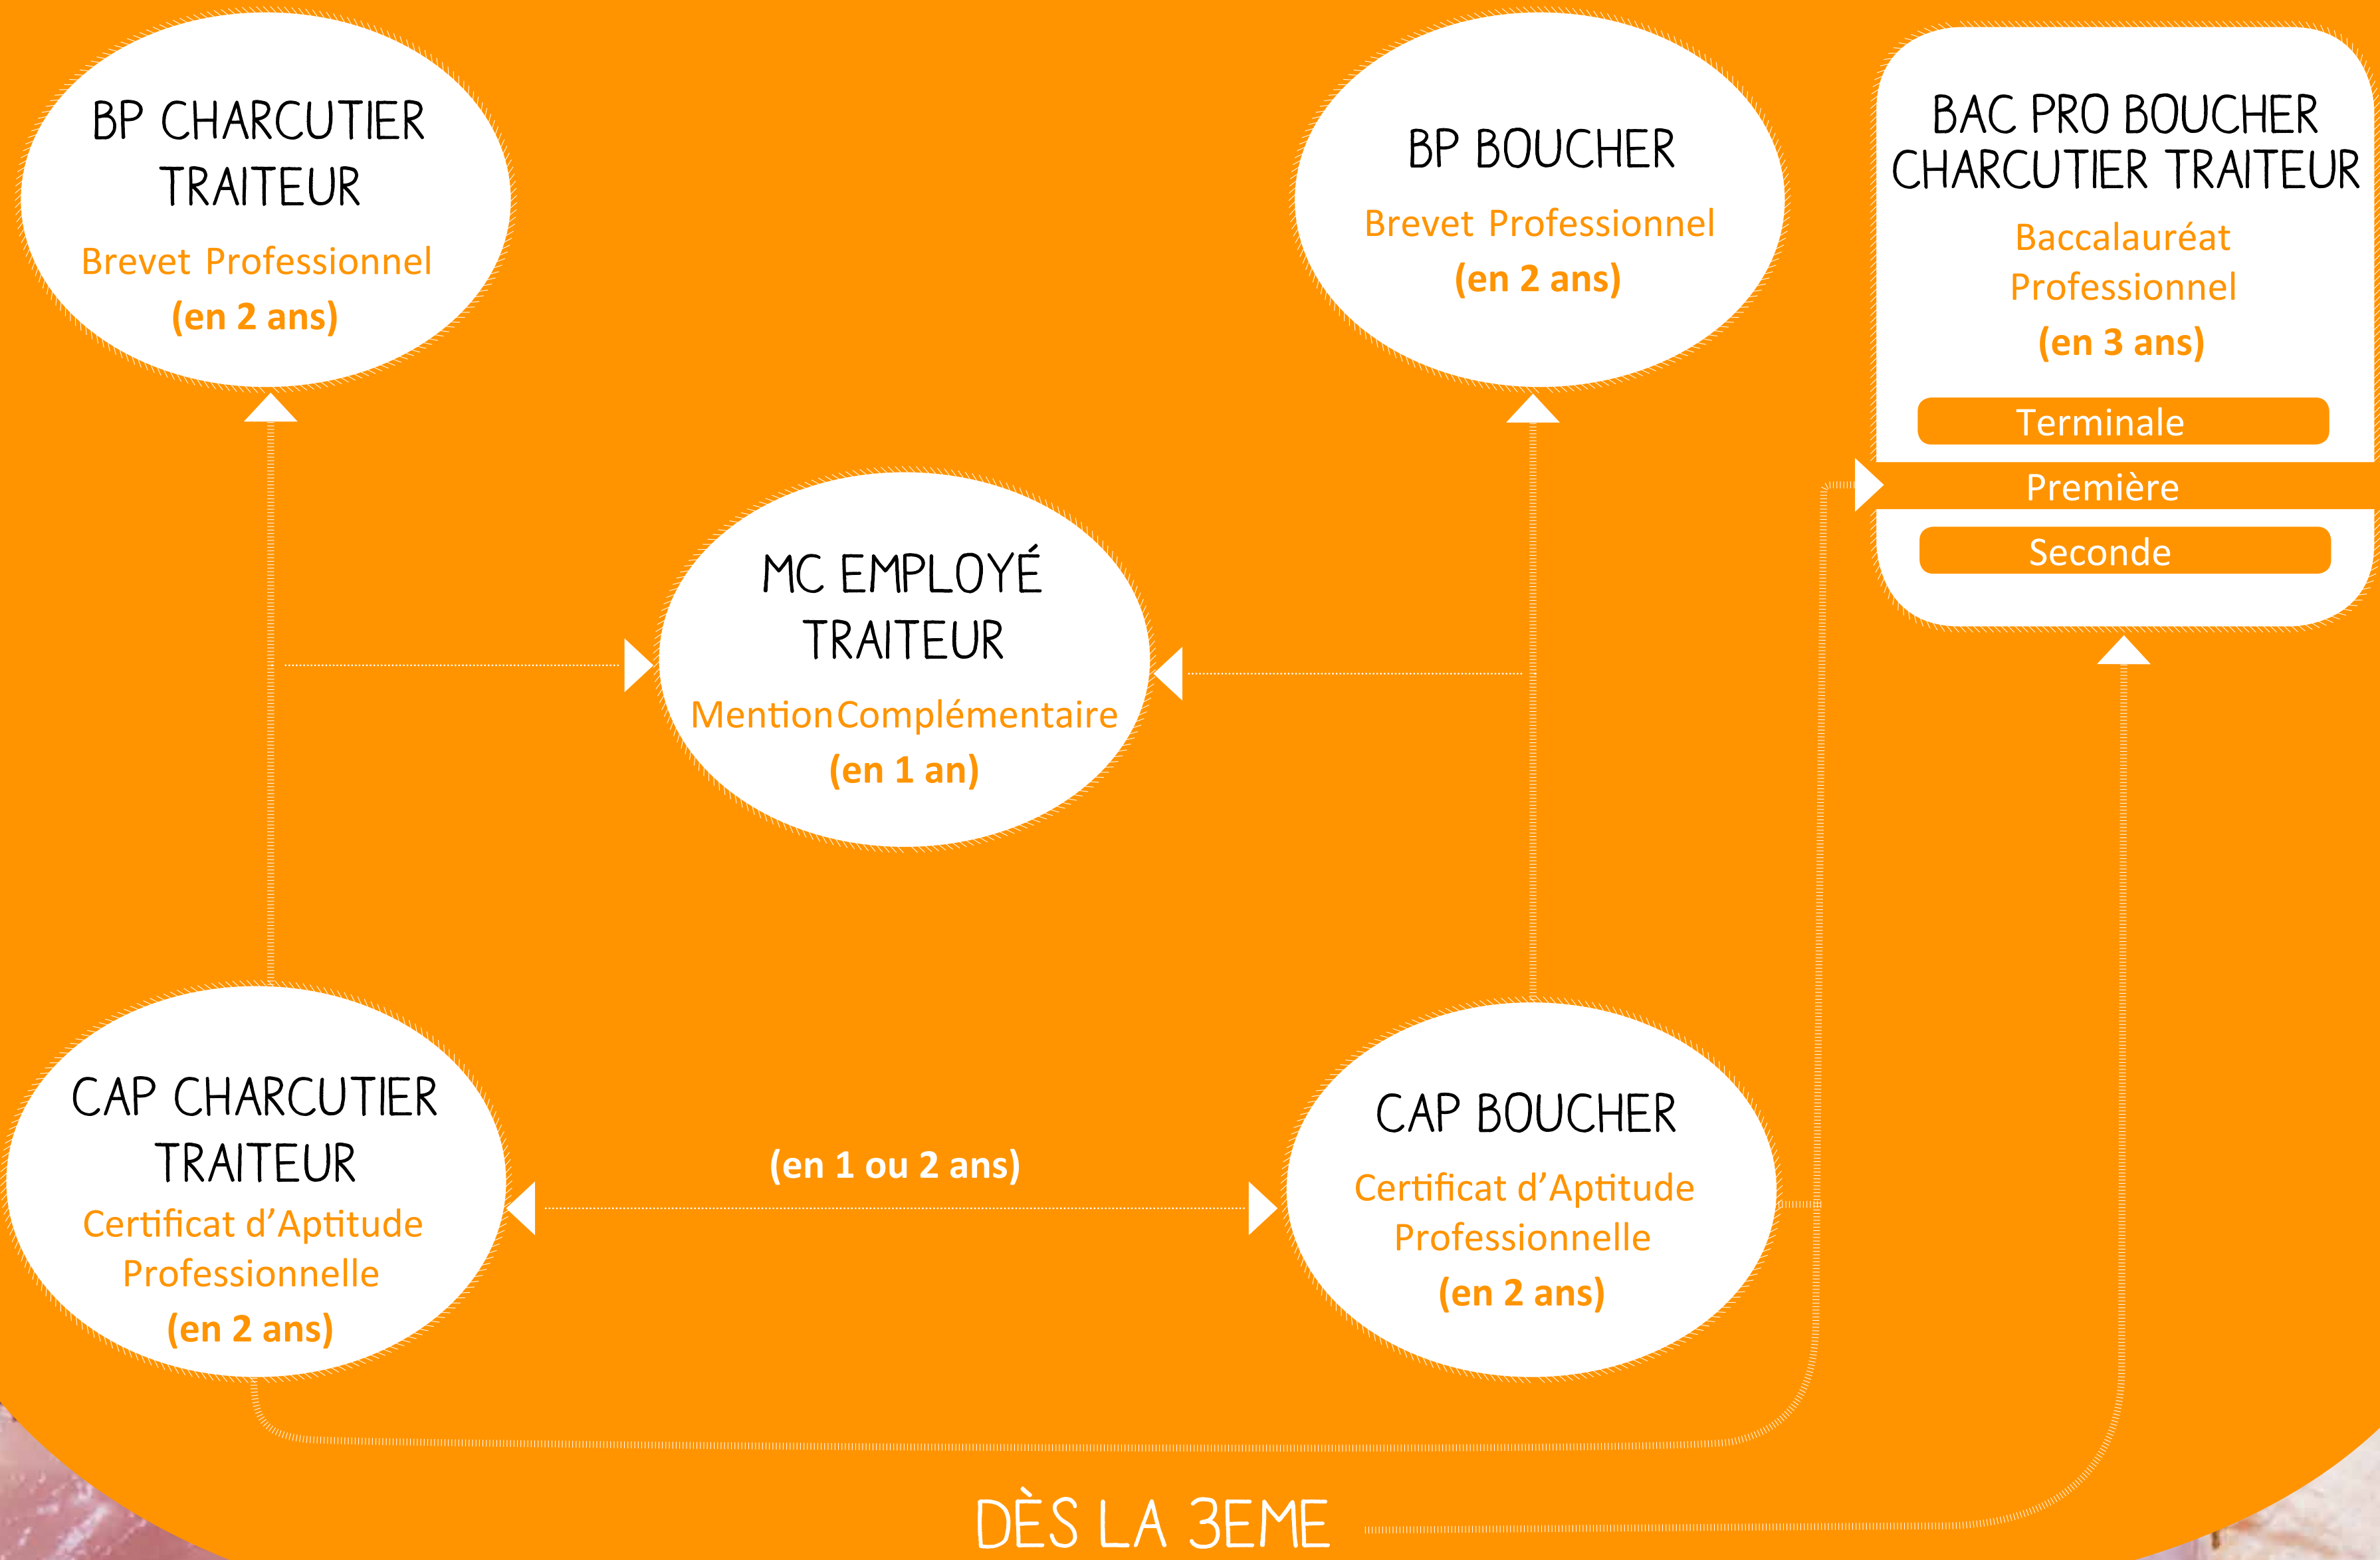 BP CHARCUTIER
TRAITEUR
Brevet Professionnel
(en 2 ans)
BP BOUCHER
Brevet Professionnel
(en 2 ans)
BAC PRO BOUCHER
CHARCUTIER TRAITEUR
Baccalauréat
Professionnel
(en 3 ans)
Terminale
Première
Seconde
MC EMPLOYÉ
TRAITEUR
Mention Complémentaire
(en 1 an)
CAP CHARCUTIER
TRAITEUR
Certificat d’Aptitude
Professionnelle
(en 2 ans)
(en 1 ou 2 ans)
CAP BOUCHER
Certificat d’Aptitude
Professionnelle
(en 2 ans)
DÈS LA 3EME